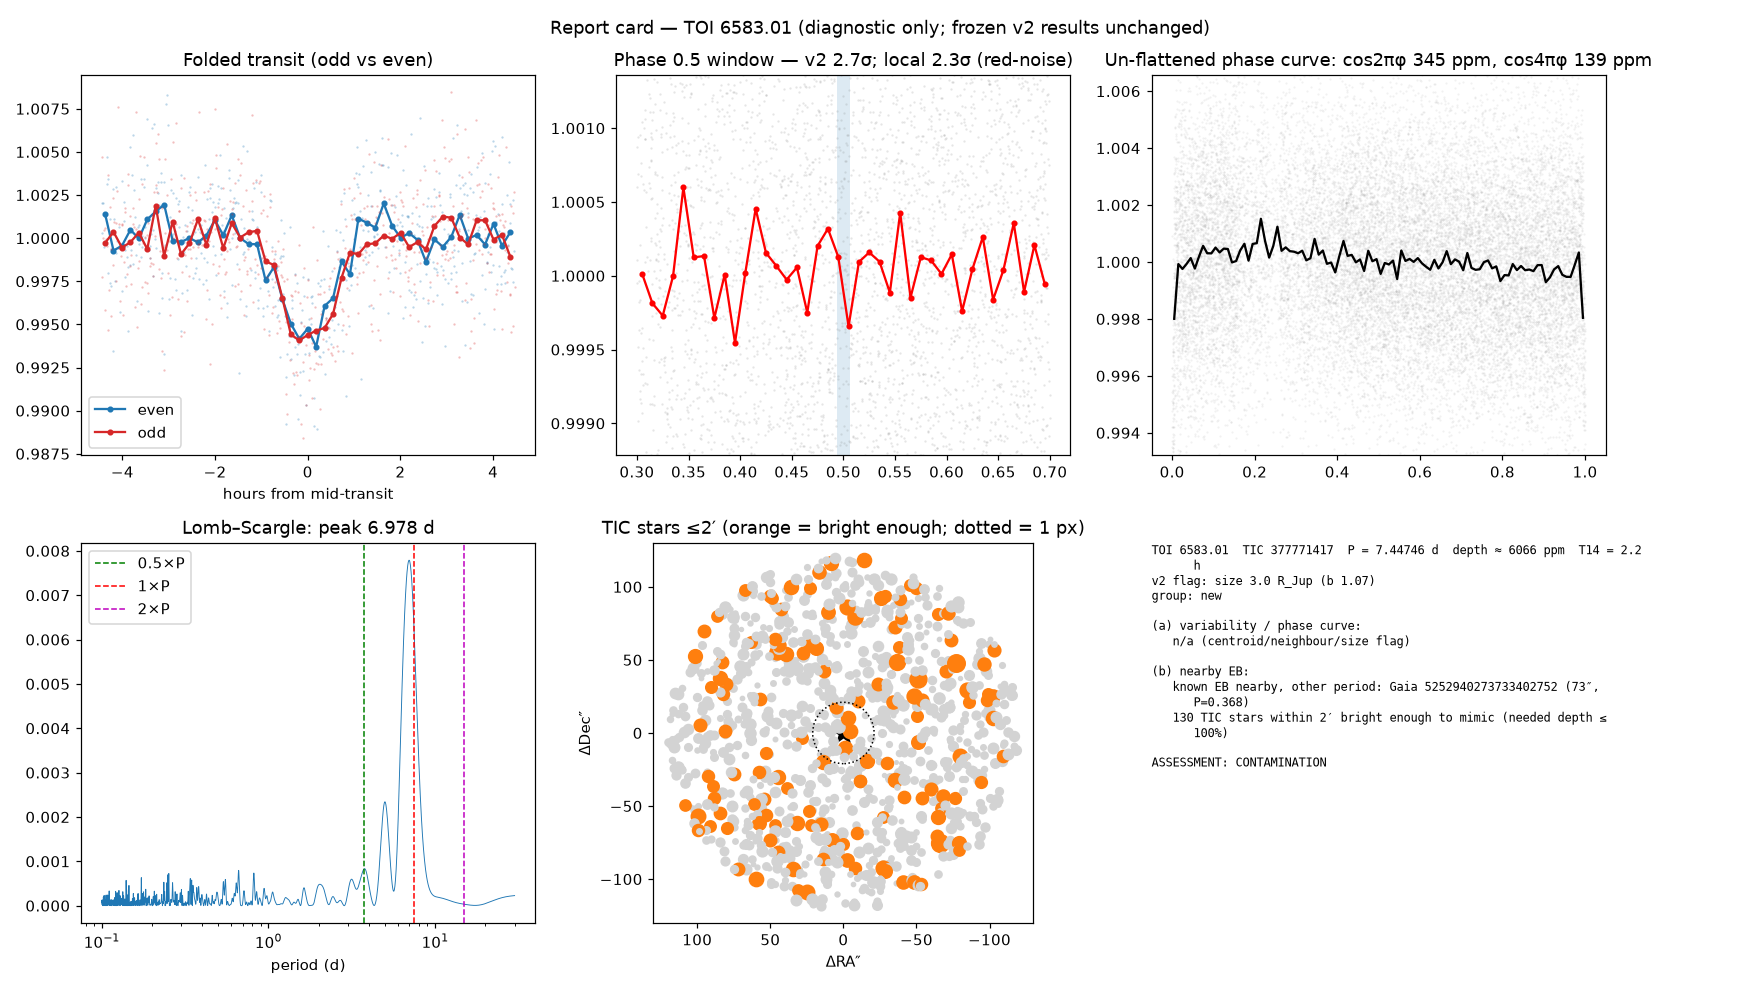 Report card — TOI 6583.01 (diagnostic only; frozen v2 results unchanged)
Folded transit (odd vs even)
1.0075
1.0050
1.0025
1.0000
0.9975
0.9950
0.9925
0.9900
0.9875
even
odd
−4
−2
0
2
4
hours from mid-transit
Phase 0.5 window — v2 2.7σ; local 2.3σ (red-noise)
1.0010
1.0005
1.0000
0.9995
0.9990
0.30
0.35
0.40
0.45
0.50
0.55
0.60
0.65
0.70
Un-flattened phase curve: cos2πφ 345 ppm, cos4πφ 139 ppm
1.006
1.004
1.002
1.000
0.998
0.996
0.994
0.0
0.2
0.4
0.6
0.8
1.0
Lomb–Scargle: peak 6.978 d
0.008
0.007
0.006
0.005
0.004
0.003
0.002
0.001
0.000
0.5×P
1×P
2×P
10⁻¹
10⁰
10¹
period (d)
TIC stars ≤2′ (orange = bright enough; dotted = 1 px)
ΔDec″
100
50
0
−50
−100
100
50
0
−50
−100
ΔRA″
TOI 6583.01  TIC 377771417  P = 7.44746 d  depth ≈ 6066 ppm  T14 = 2.2
h
v2 flag: size 3.0 R_Jup (b 1.07)
group: new
(a) variability / phase curve:
n/a (centroid/neighbour/size flag)
(b) nearby EB:
known EB nearby, other period: Gaia 5252940273733402752 (73″,
P=0.368)
130 TIC stars within 2′ bright enough to mimic (needed depth ≤
100%)
ASSESSMENT: CONTAMINATION